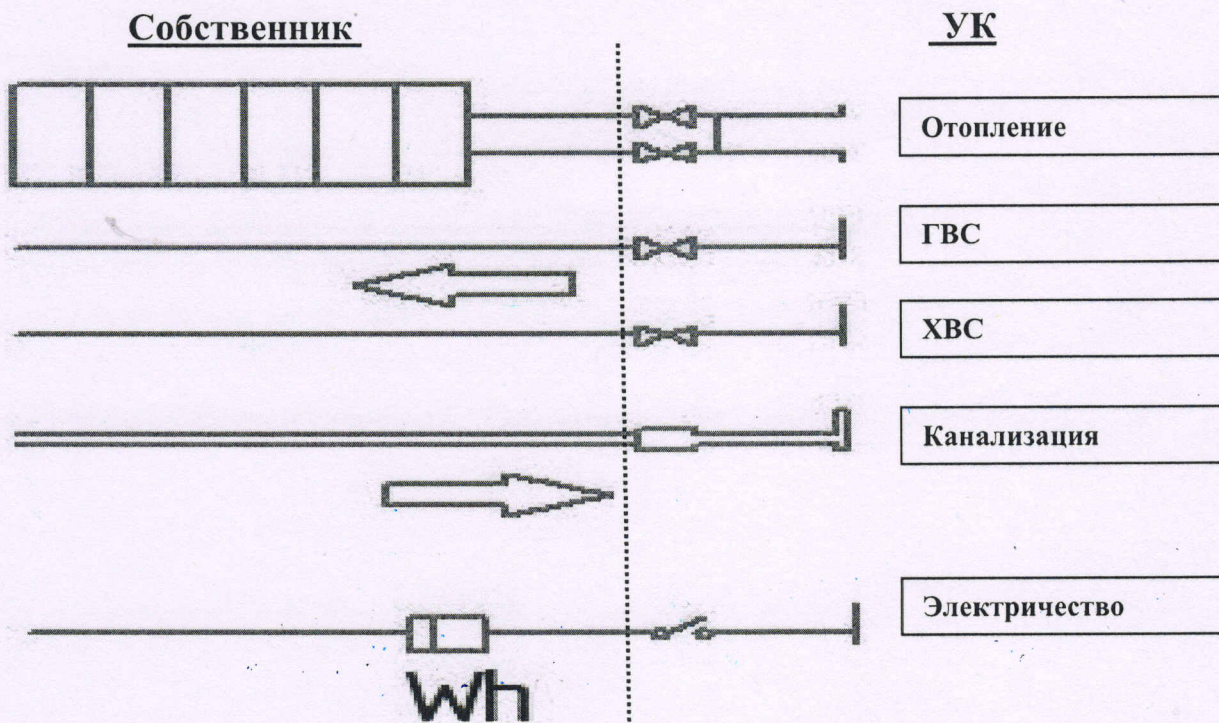 Собственник
УК
Отопление
ГВС
ХВС
Канализация
Электричество
Wh